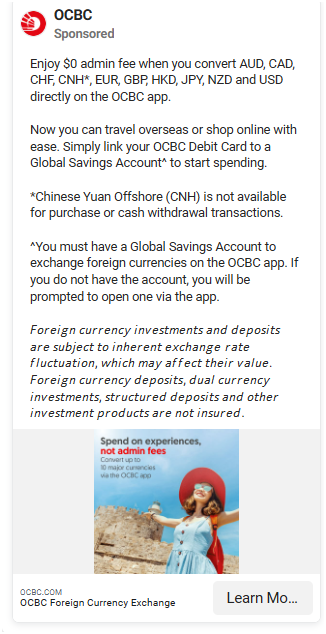 OCBC
Sponsored
Enjoy $0 admin fee when you convert AUD, CAD,
CHF, CNH*, EUR, GBP, HKD, JPY, NZD and USD
directly on the OCBC app.
Now you can travel overseas or shop online with
ease. Simply link your OCBC Debit Card to a
Global Savings Account^ to start spending.
*Chinese Yuan Offshore (CNH) is not available
for purchase or cash withdrawal transactions.
^You must have a Global Savings Account to
exchange foreign currencies on the OCBC app. If
you do not have the account, you will be
prompted to open one via the app.
Foreign currency investments and deposits
are subject to inherent exchange rate
fluctuation, which may affect their value.
Foreign currency deposits, dual currency
investments, structured deposits and other
investment products are not insured.
Spend on experiences,
not admin fees
Convert up to
10 major currencies
via the OCBC app
OCBC.COM
OCBC Foreign Currency Exchange
Learn Mo...